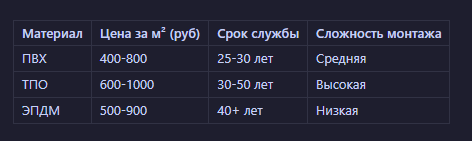 Материал Цена за м² (руб) Срок службы Сложность монтажа
ПВХ 400-800 25-30 лет Средняя
ТПО 600-1000 30-50 лет Высокая
ЭПДМ 500-900 40+ лет Низкая